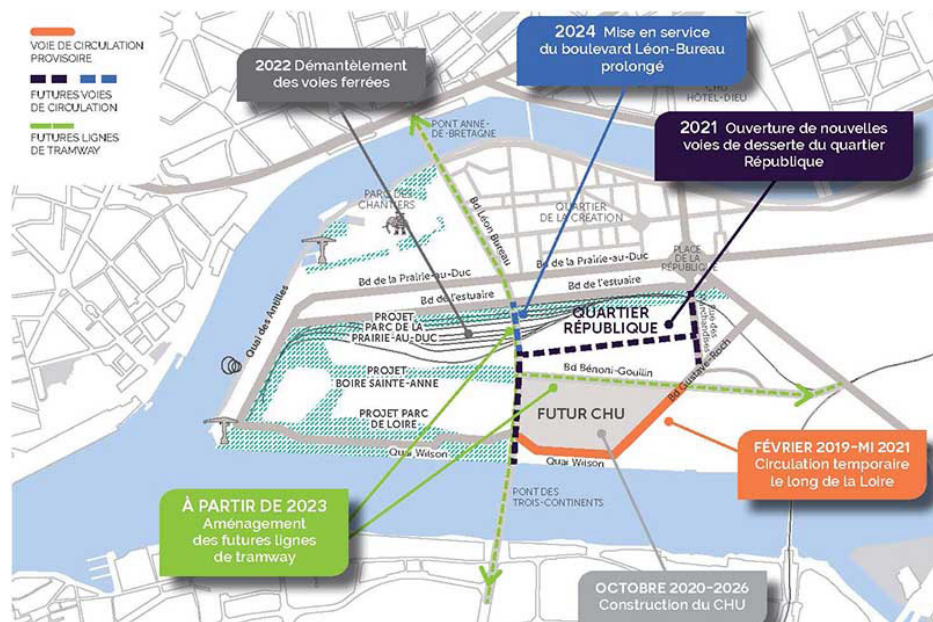 VOIE DE CIRCULATION
PROVISOIRE
FUTURES VOIES
DE CIRCULATION
FUTURES LIGNES
DE TRAMWAY
2022 Démantèlement
des voies ferrées
2024 Mise en service
du boulevard Léon-Bureau
prolongé
CHU
HÔTEL-DIEU
2021 Ouverture de nouvelles
voies de desserte du quartier
République
PONT ANNE-
DE-BRETAGNE
PARC DES
CHANTIERS
QUARTIER
DE LA CRÉATION
Bd Léon Bureau
PLACE
DE LA
RÉPUBLIQUE
Bd de la Prairie-au-Duc
Bd de la Prairie-au-Duc
Bd de l'estuaire
Bd de l'estuaire
Quai des Antilles
PROJET
PARC DE LA
PRAIRIE-AU-DUC
QUARTIER
RÉPUBLIQUE
Rue des
Marchandises
Bd Bénoni-Goullin
Bd Gustave-Roch
PROJET
BOIRE SAINTE-ANNE
PROJET PARC
DE LOIRE
FUTUR CHU
Quai Wilson
Quai Wilson
FÉVRIER 2019-MI 2021
Circulation temporaire
le long de la Loire
À PARTIR DE 2023
Aménagement
des futures lignes
de tramway
PONT DES
TROIS-CONTINENTS
OCTOBRE 2020-2026
Construction du CHU